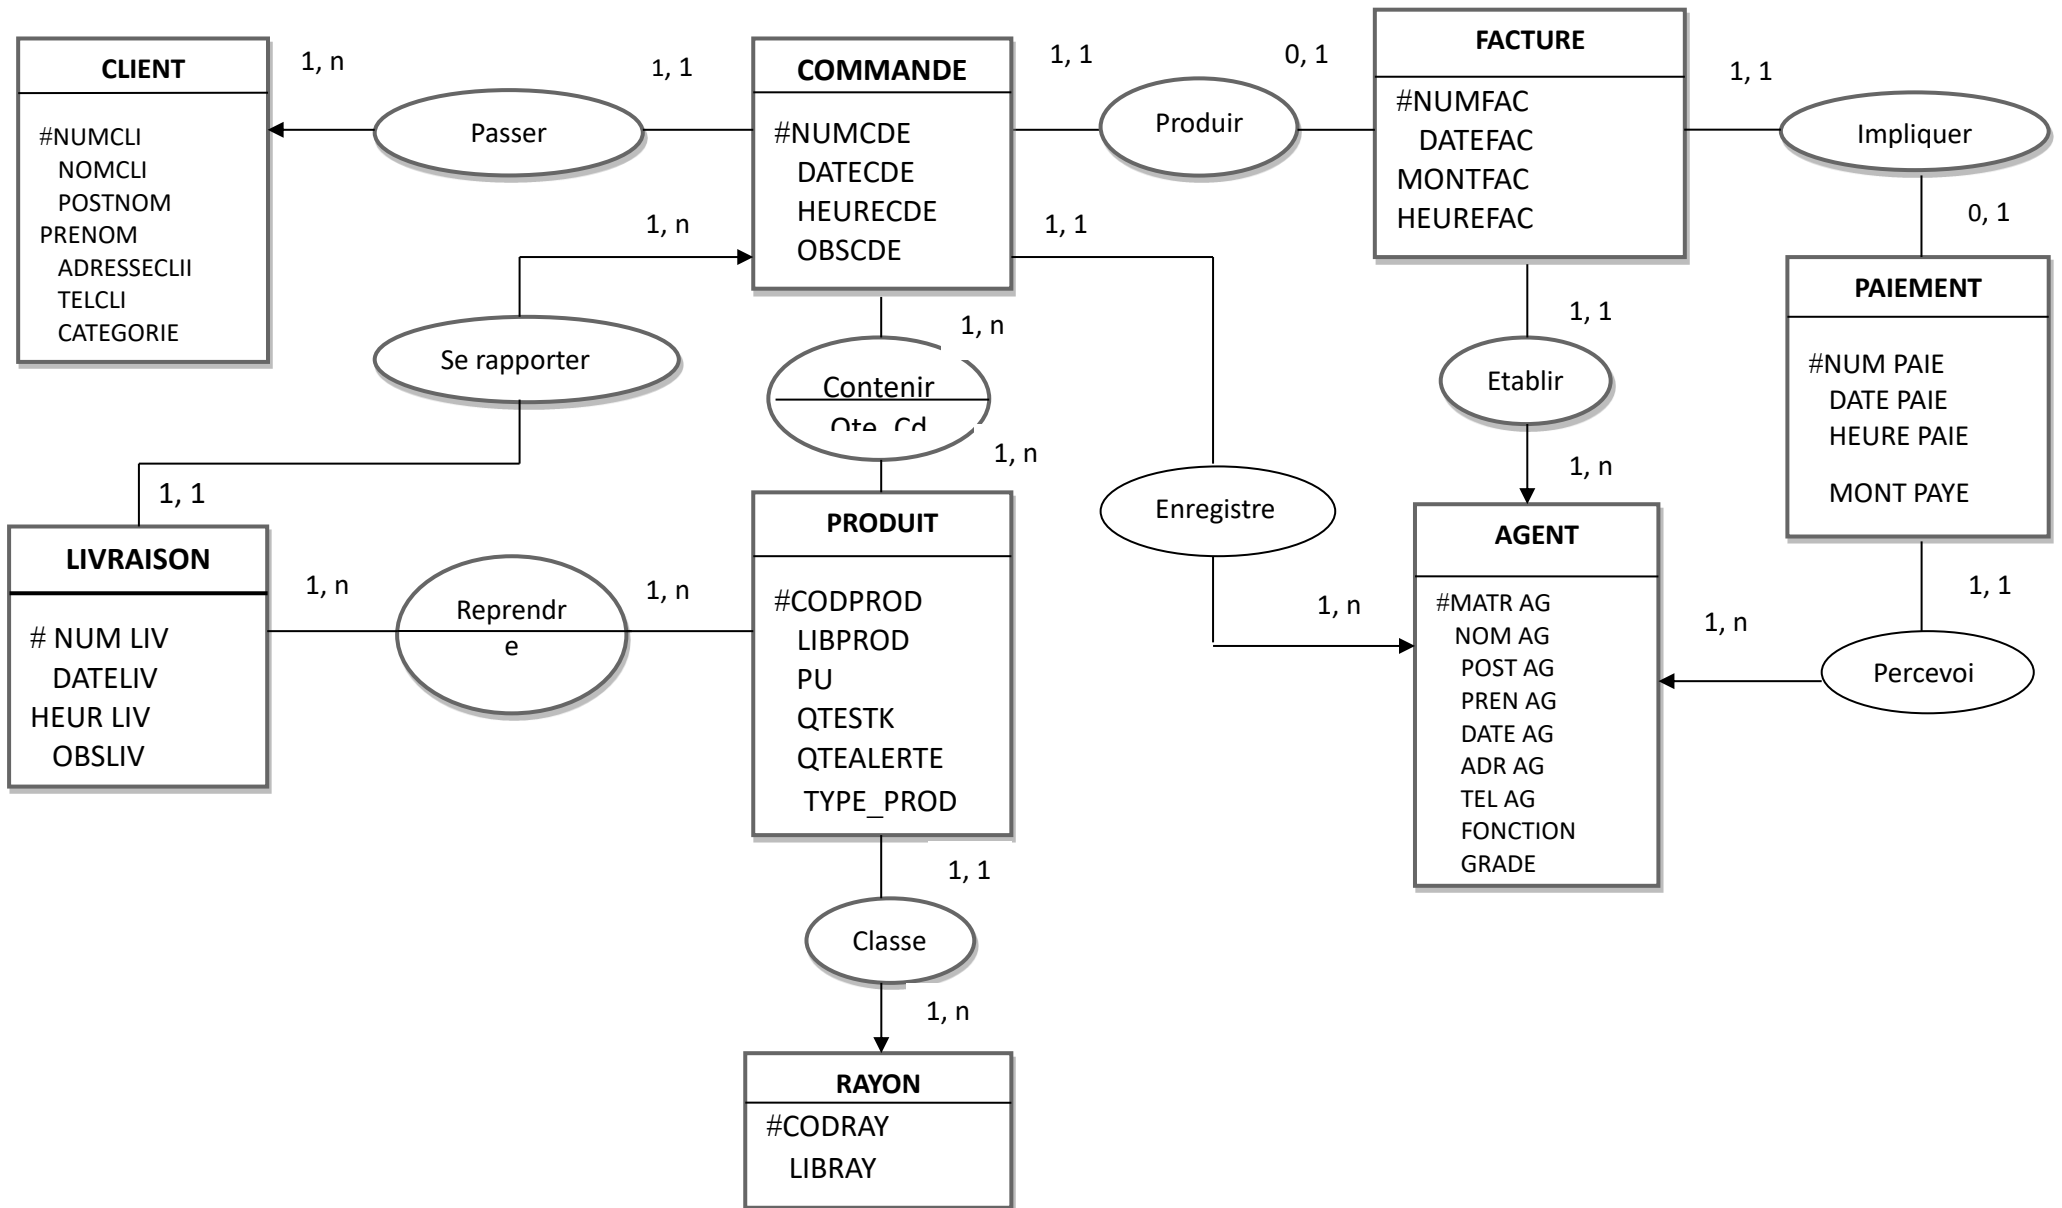 CLIENT
#NUMCLI
NOMCLI
POSTNOM
PRENOM
ADRESSECLII
TELCLI
CATEGORIE
1, n
Passer
1, 1
COMMANDE
#NUMCDE
DATECDE
HEURECDE
OBSCDE
1, 1
Produir
0, 1
FACTURE
#NUMFAC
DATEFAC
MONTFAC
HEUREFAC
1, 1
Impliquer
0, 1
PAIEMENT
#NUM PAIE
DATE PAIE
HEURE PAIE
MONT PAYE
1, n
Se rapporter
1, 1
1, n
Contenir
Qte_Cd
1, n
1, 1
Enregistre
1, n
1, 1
Etablir
1, n
AGENT
#MATR AG
NOM AG
POST AG
PREN AG
DATE AG
ADR AG
TEL AG
FONCTION
GRADE
1, 1
Percevoi
1, n
LIVRAISON
# NUM LIV
DATELIV
HEUR LIV
OBSLIV
1, n
Reprendr
e
1, n
PRODUIT
#CODPROD
LIBPROD
PU
QTESTK
QTEALERTE
TYPE_PROD
1, 1
Classe
1, n
RAYON
#CODRAY
LIBRAY